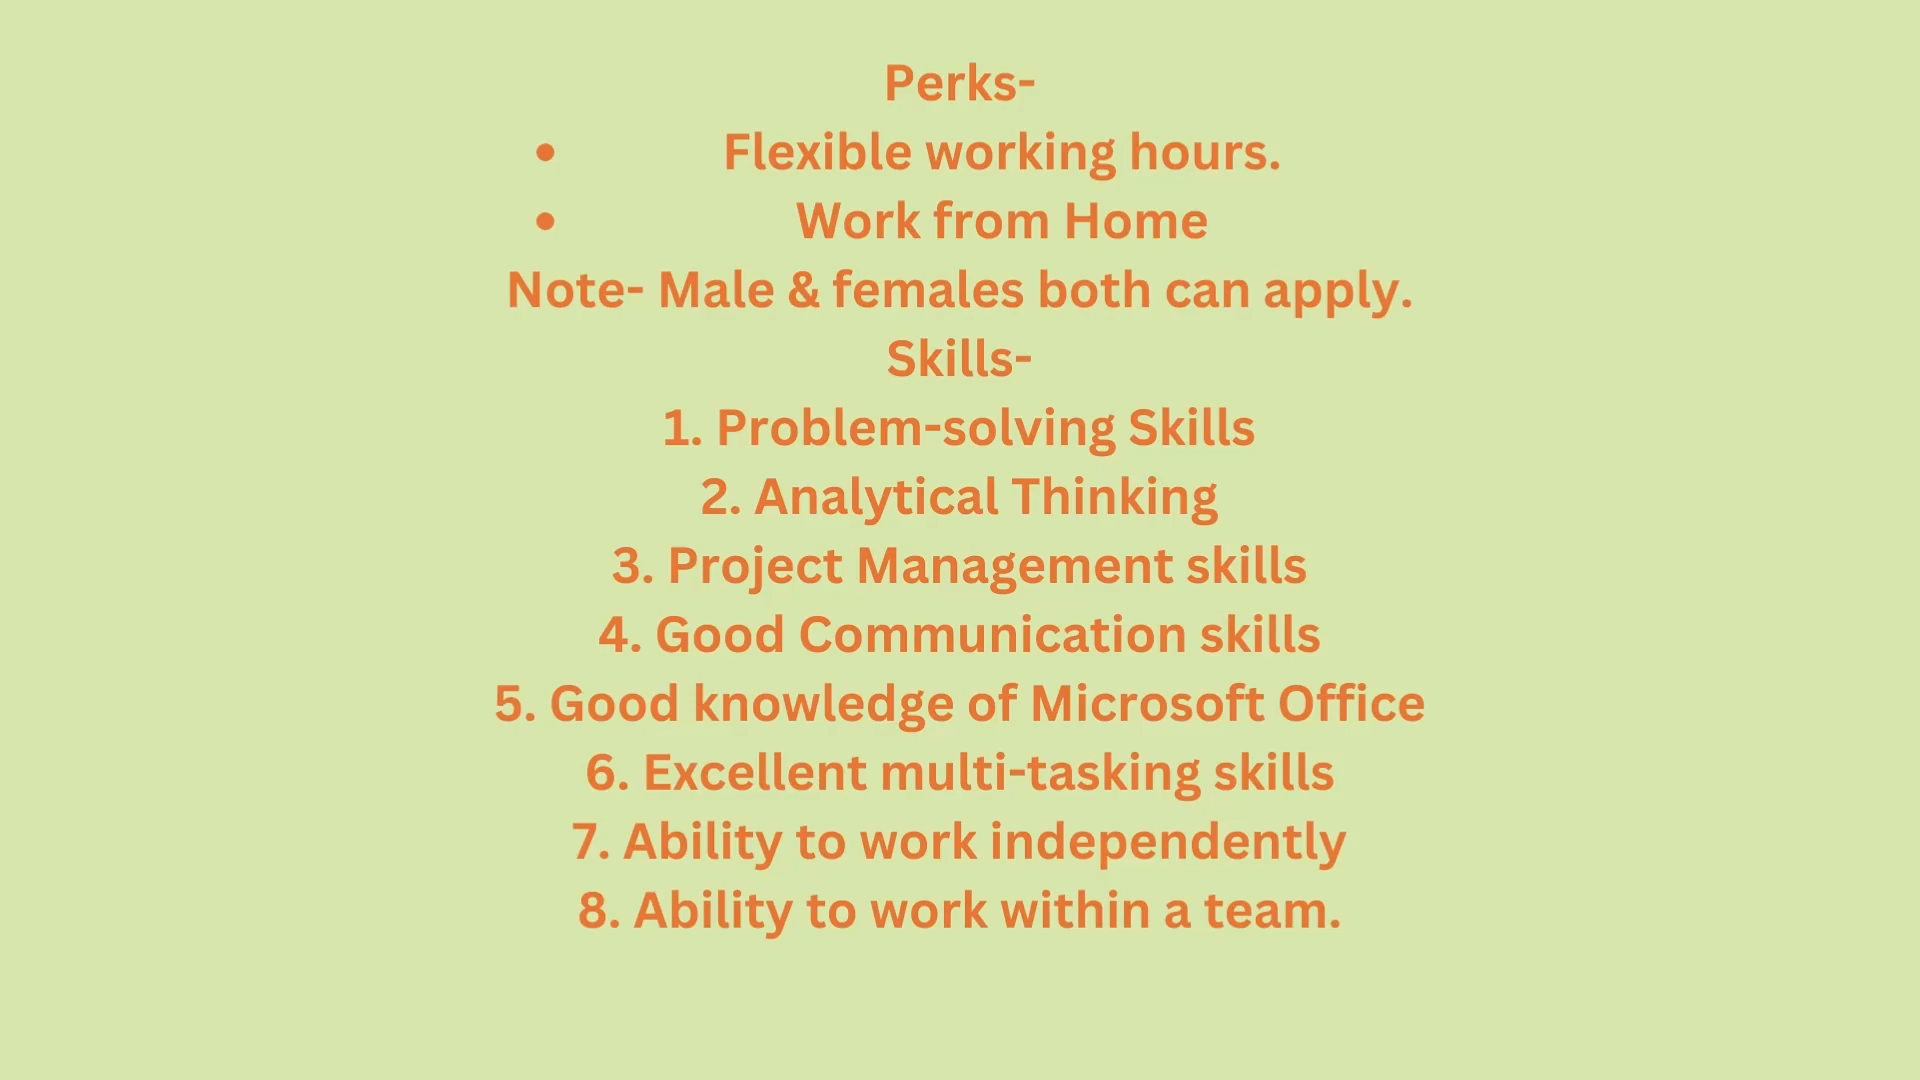 Perks-
• Flexible working hours.
• Work from Home
Note- Male & females both can apply.
Skills-
1. Problem-solving Skills
2. Analytical Thinking
3. Project Management skills
4. Good Communication skills
5. Good knowledge of Microsoft Office
6. Excellent multi-tasking skills
7. Ability to work independently
8. Ability to work within a team.